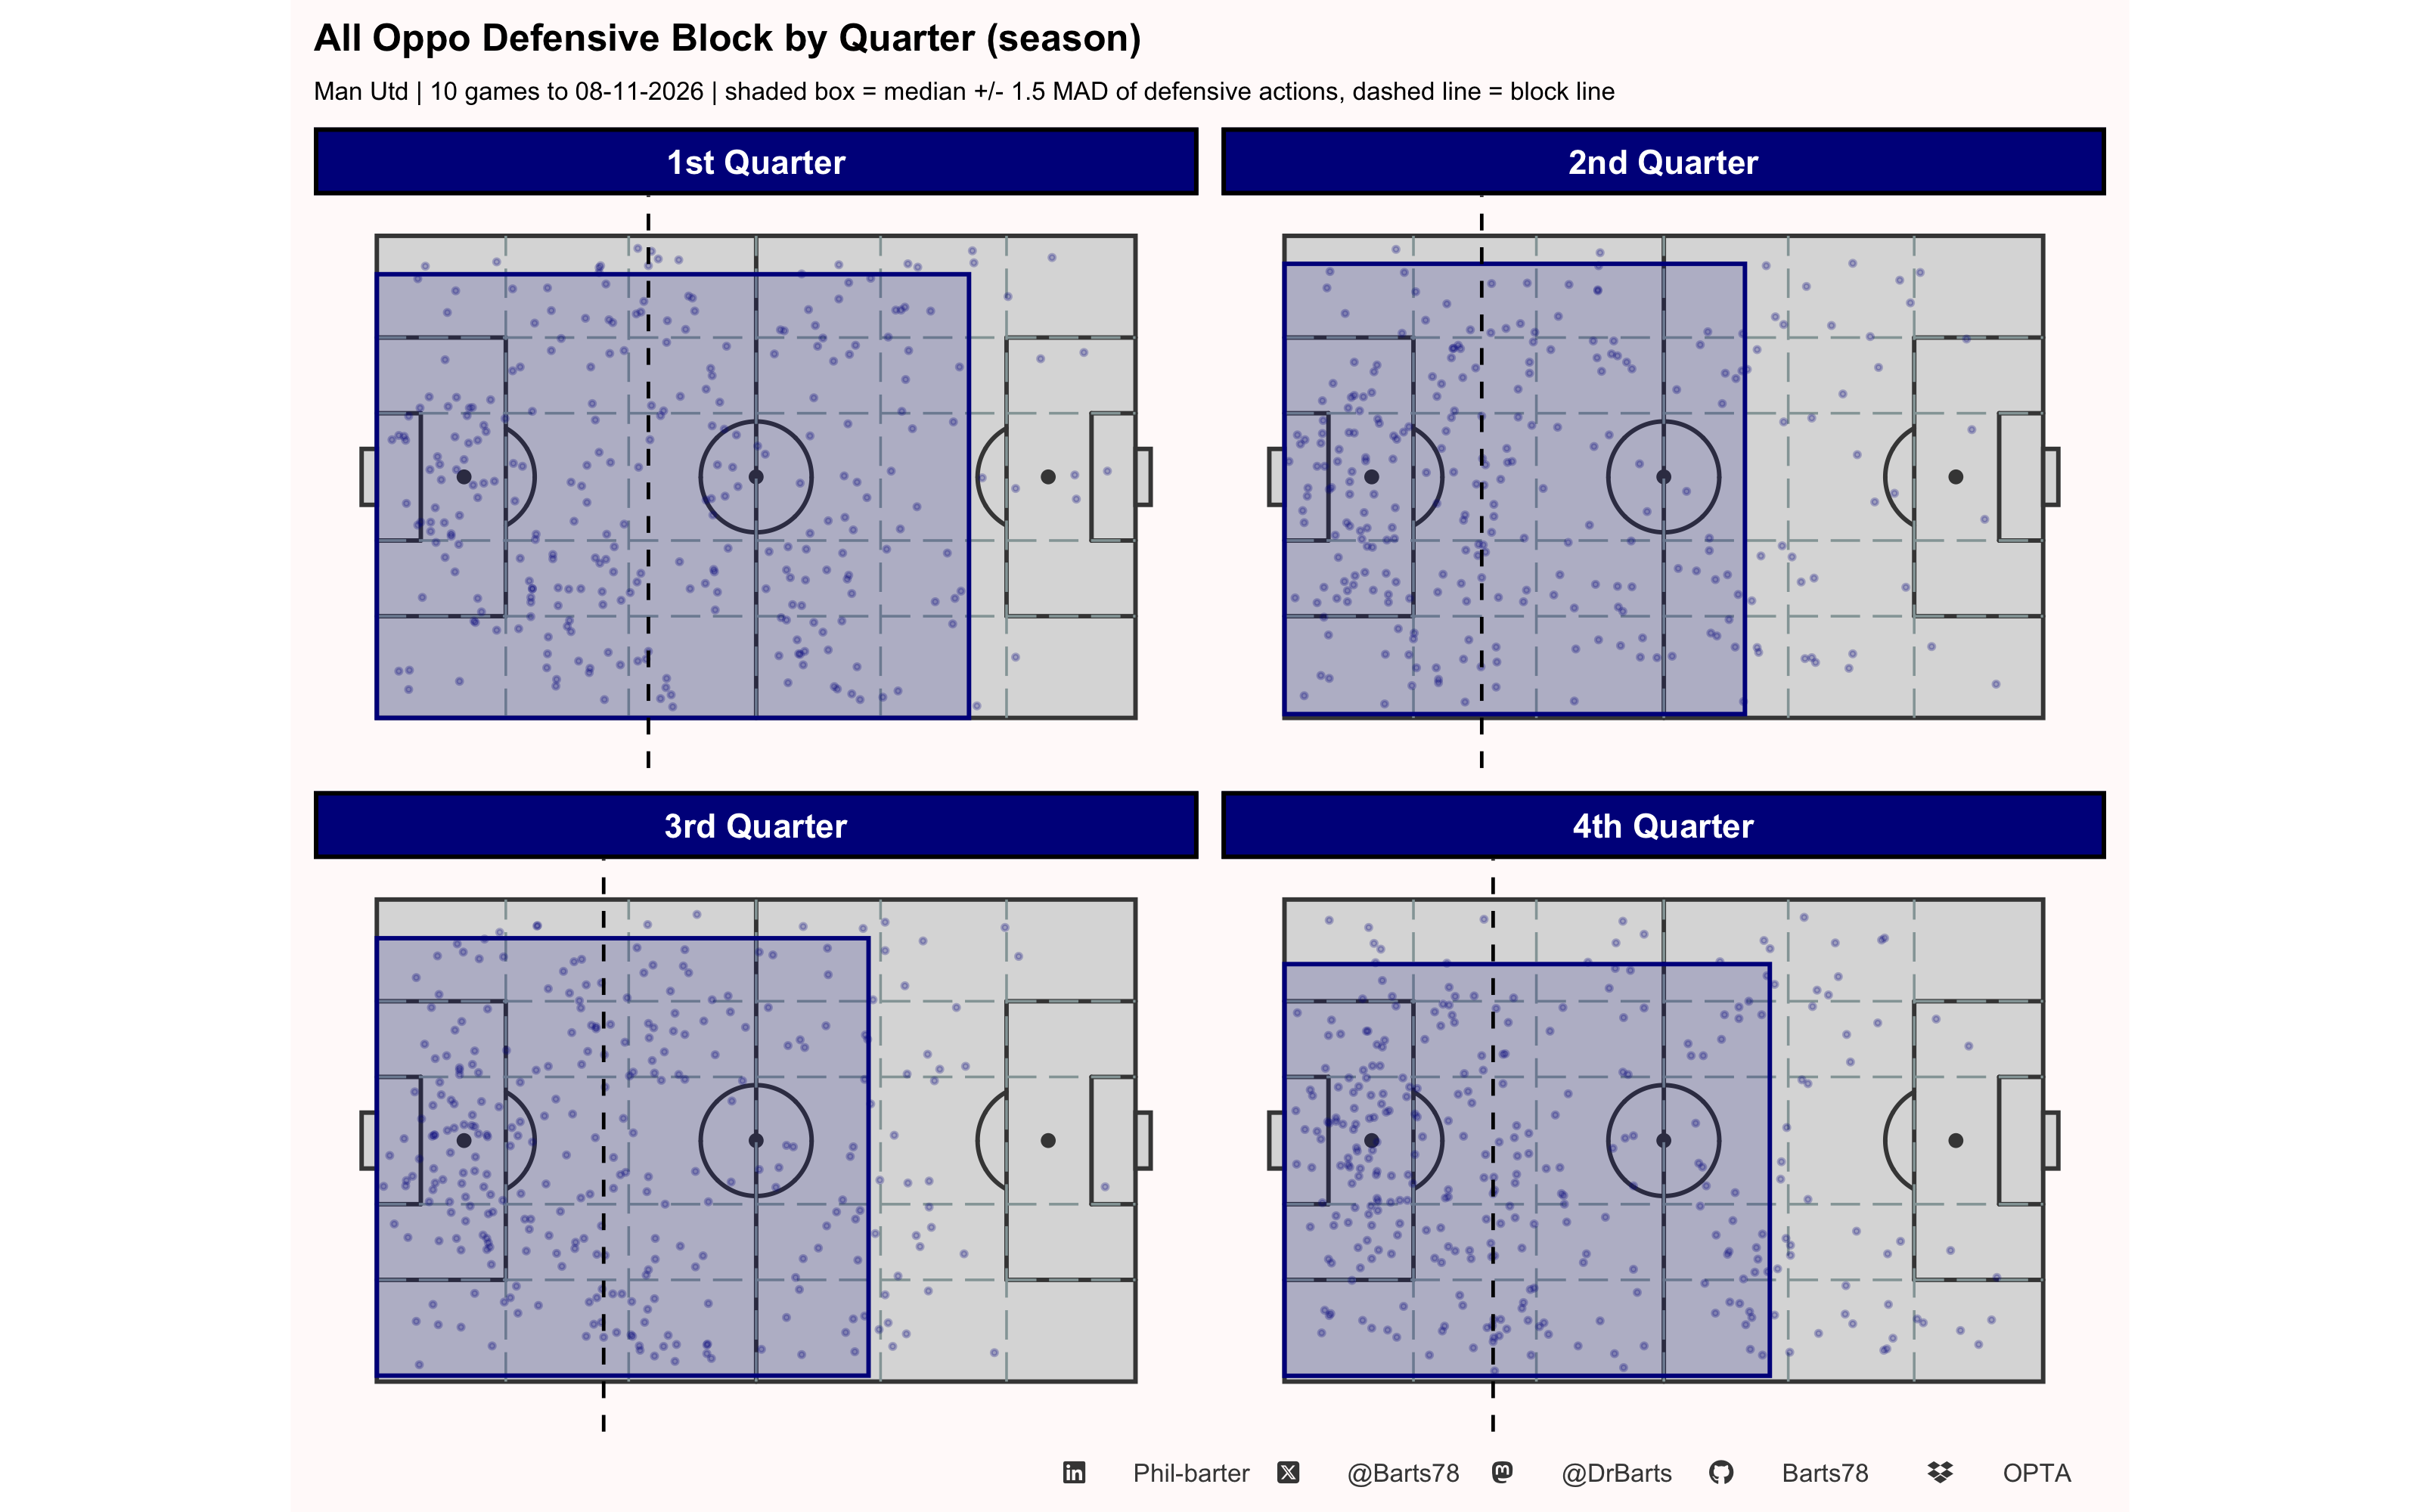 All Oppo Defensive Block by Quarter (season)
Man Utd | 10 games to 08-11-2026 | shaded box = median +/- 1.5 MAD of defensive actions, dashed line = block line
1st Quarter
2nd Quarter
3rd Quarter
4th Quarter
Phil-barter @Barts78 @DrBarts Barts78 OPTA